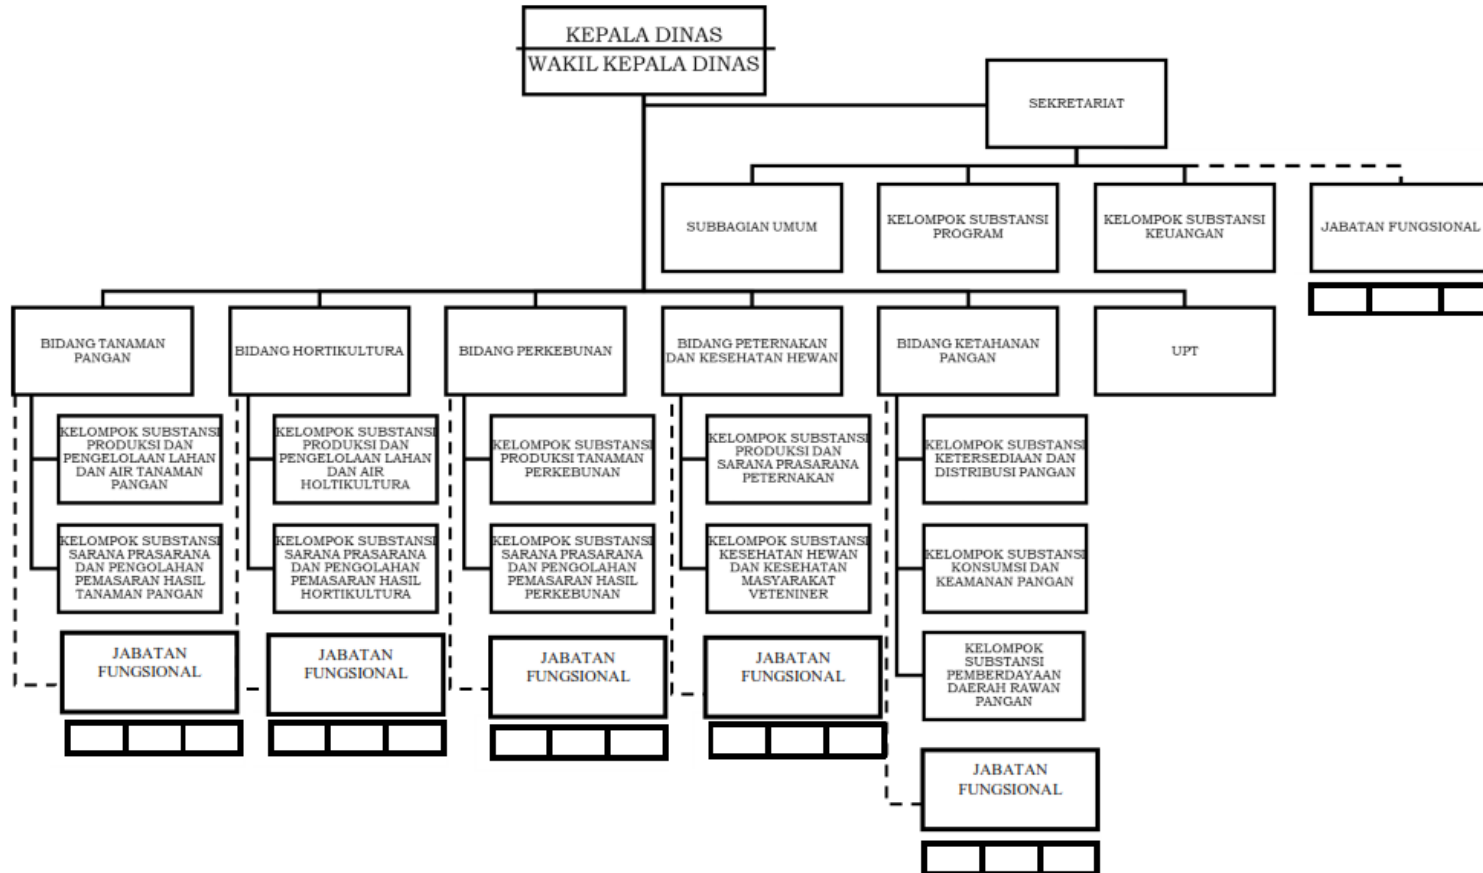 KEPALA DINAS
WAKIL KEPALA DINAS
SEKRETARIAT
SUBBAGIAN UMUM
KELOMPOK SUBSTANSI
PROGRAM
KELOMPOK SUBSTANSI
KEUANGAN
JABATAN FUNGSIONAL
BIDANG TANAMAN
PANGAN
BIDANG HORTIKULTURA
BIDANG PERKEBUNAN
BIDANG PETERNAKAN
DAN KESEHATAN HEWAN
BIDANG KETAHANAN
PANGAN
UPT
KELOMPOK SUBSTANSI
PRODUKSI DAN
PENGELOLAAN LAHAN
DAN AIR TANAMAN
PANGAN
KELOMPOK SUBSTANSI
PRODUKSI DAN
PENGELOLAAN LAHAN
DAN AIR
HOLTIKULTURA
KELOMPOK SUBSTANSI
PRODUKSI TANAMAN
PERKEBUNAN
KELOMPOK SUBSTANSI
PRODUKSI DAN
SARANA PRASARANA
PETERNAKAN
KELOMPOK SUBSTANSI
KETERSEDIAAN DAN
DISTRIBUSI PANGAN
KELOMPOK SUBSTANSI
SARANA PRASARANA
DAN PENGOLAHAN
PEMASARAN HASIL
TANAMAN PANGAN
KELOMPOK SUBSTANSI
SARANA PRASARANA
DAN PENGOLAHAN
PEMASARAN HASIL
HORTIKULTURA
KELOMPOK SUBSTANSI
SARANA PRASARANA
DAN PENGOLAHAN
PEMASARAN HASIL
PERKEBUNAN
KELOMPOK SUBSTANSI
KESEHATAN HEWAN
DAN KESEHATAN
MASYARAKAT
VETENINER
KELOMPOK SUBSTANSI
KONSUMSI DAN
KEAMANAN PANGAN
JABATAN
FUNGSIONAL
JABATAN
FUNGSIONAL
JABATAN
FUNGSIONAL
JABATAN
FUNGSIONAL
KELOMPOK
SUBSTANSI
PEMBERDAYAAN
DAERAH RAWAN
PANGAN
JABATAN
FUNGSIONAL